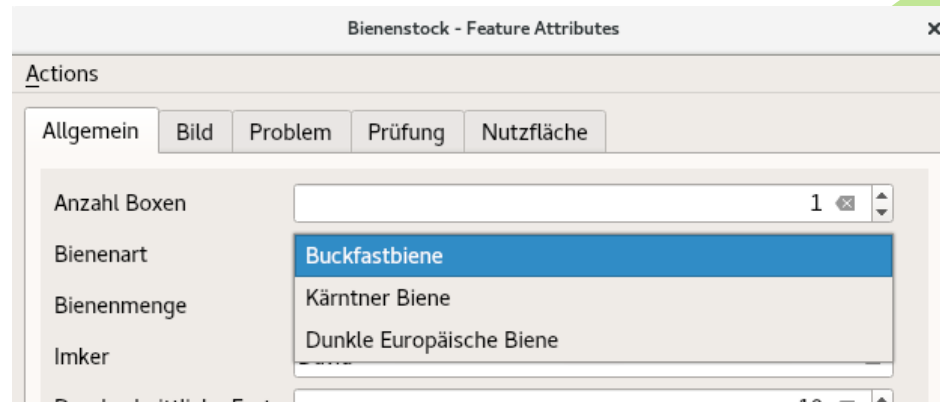 Bienenstock - Feature Attributes
Actions
Allgemein Bild Problem Prüfung Nutzfläche
Anzahl Boxen 1
Bienenart Buckfastbiene
Bienenmenge Kärntner Biene
Dunkle Europäische Biene
Imker